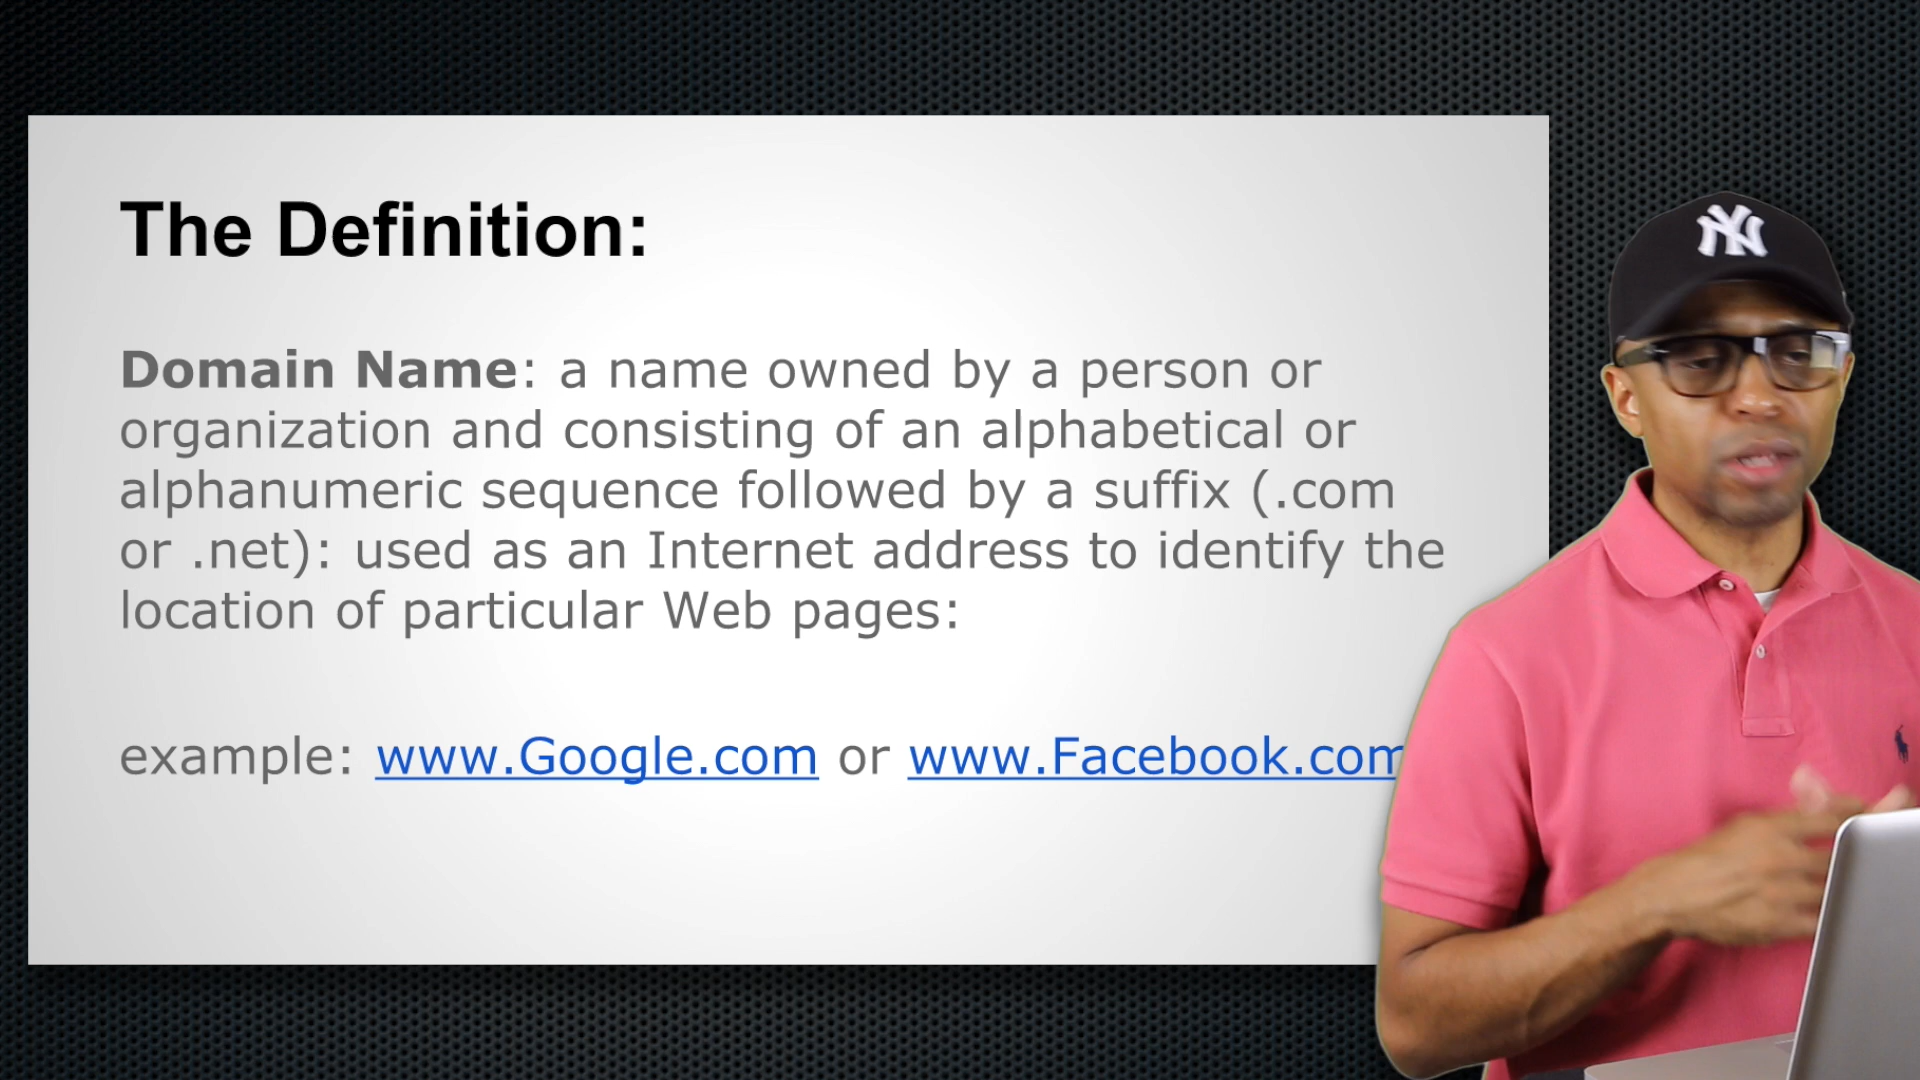 NY
The Definition:
Domain Name: a name owned by a person or
organization and consisting of an alphabetical or
alphanumeric sequence followed by a suffix (.com
or .net): used as an Internet address to identify the
location of particular Web pages:
example: www.Google.com or www.Facebook.com